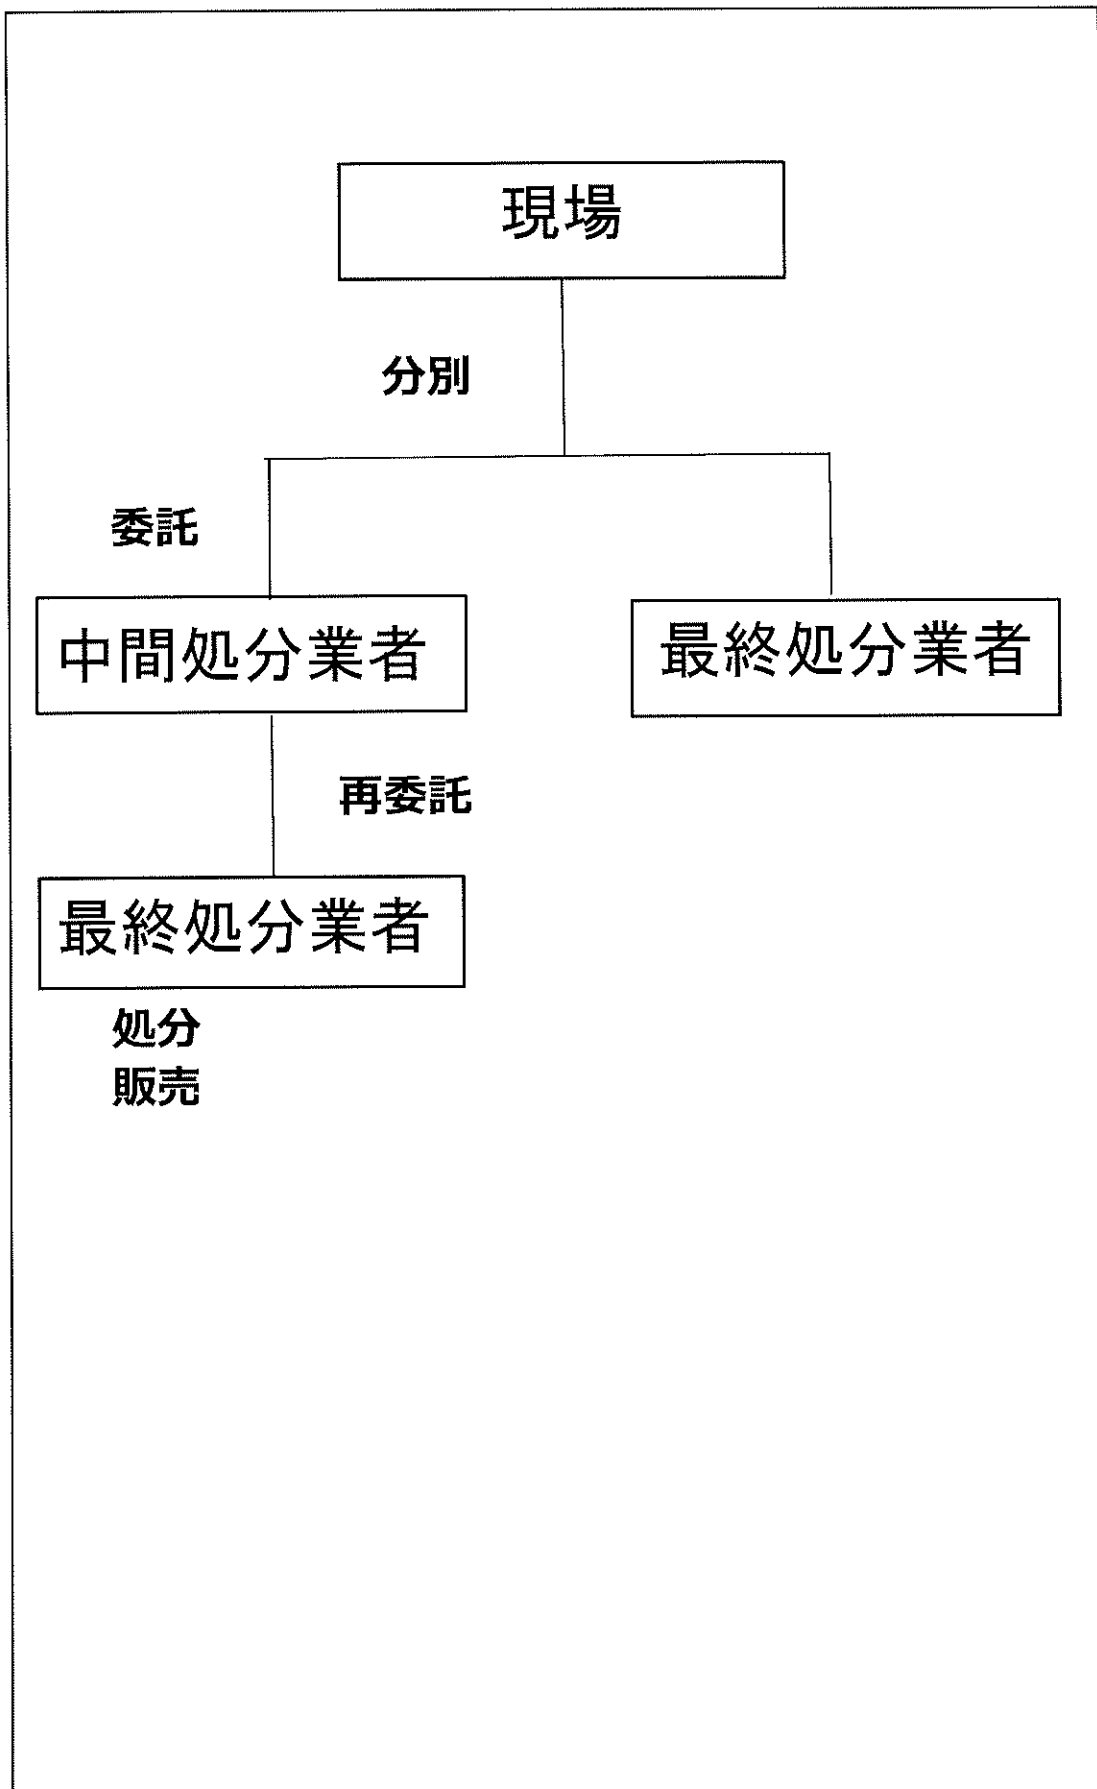 現場
分別
委託
中間処分業者
最終処分業者
再委託
最終処分業者
処分
販売